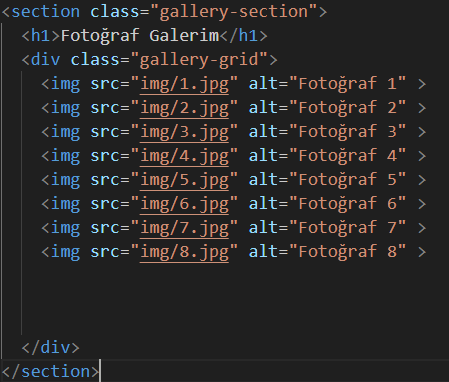 <section class="gallery-section">
<h1>Fotoğraf Galerim</h1>
<div class="gallery-grid">
<img src="img/1.jpg" alt="Fotoğraf 1" >
<img src="img/2.jpg" alt="Fotoğraf 2" >
<img src="img/3.jpg" alt="Fotoğraf 3" >
<img src="img/4.jpg" alt="Fotoğraf 4" >
<img src="img/5.jpg" alt="Fotoğraf 5" >
<img src="img/6.jpg" alt="Fotoğraf 6" >
<img src="img/7.jpg" alt="Fotoğraf 7" >
<img src="img/8.jpg" alt="Fotoğraf 8" >
</div>
</section>